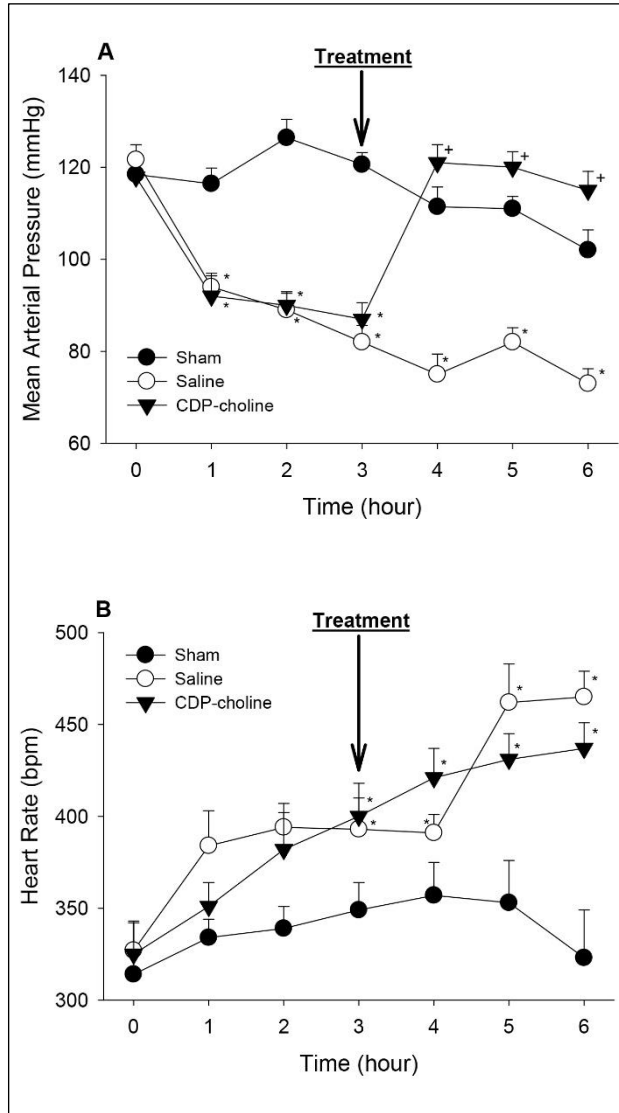 A
Treatment
140
120
100
80
60
Mean Arterial Pressure (mmHg)
+
+
+
*
*
*
*
*
*
*
*
*
Sham
Saline
CDP-choline
0 1 2 3 4 5 6
Time (hour)
B
Treatment
500
450
400
350
300
Heart Rate (bpm)
Sham
Saline
CDP-choline
*
*
*
*
*
*
*
*
0 1 2 3 4 5 6
Time (hour)